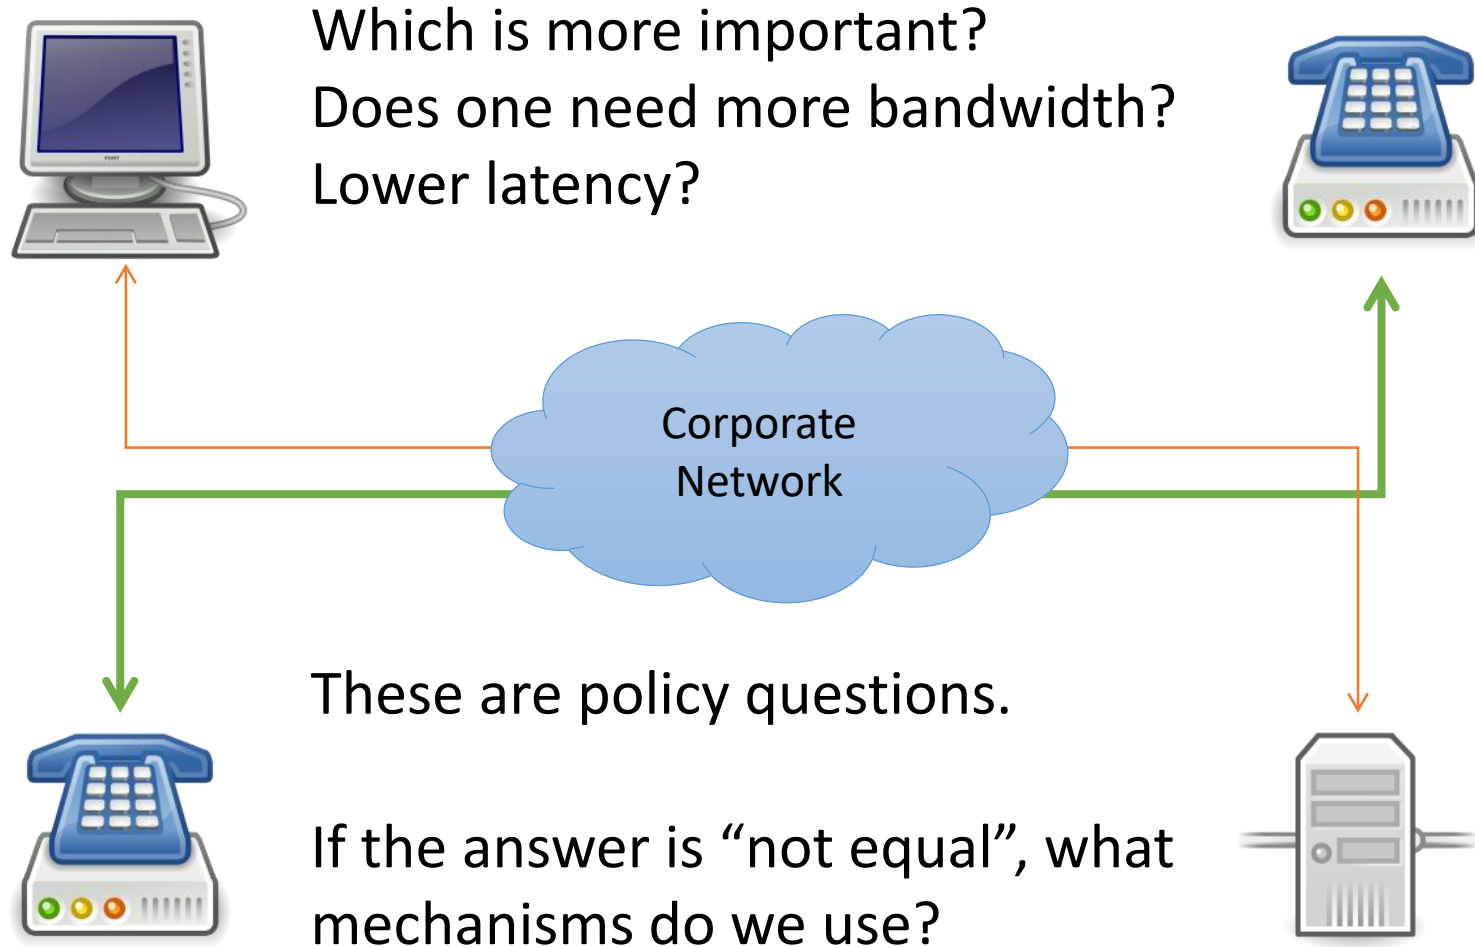 Which is more important?
Does one need more bandwidth?
Lower latency?
Corporate
Network
These are policy questions.
If the answer is “not equal”, what
mechanisms do we use?